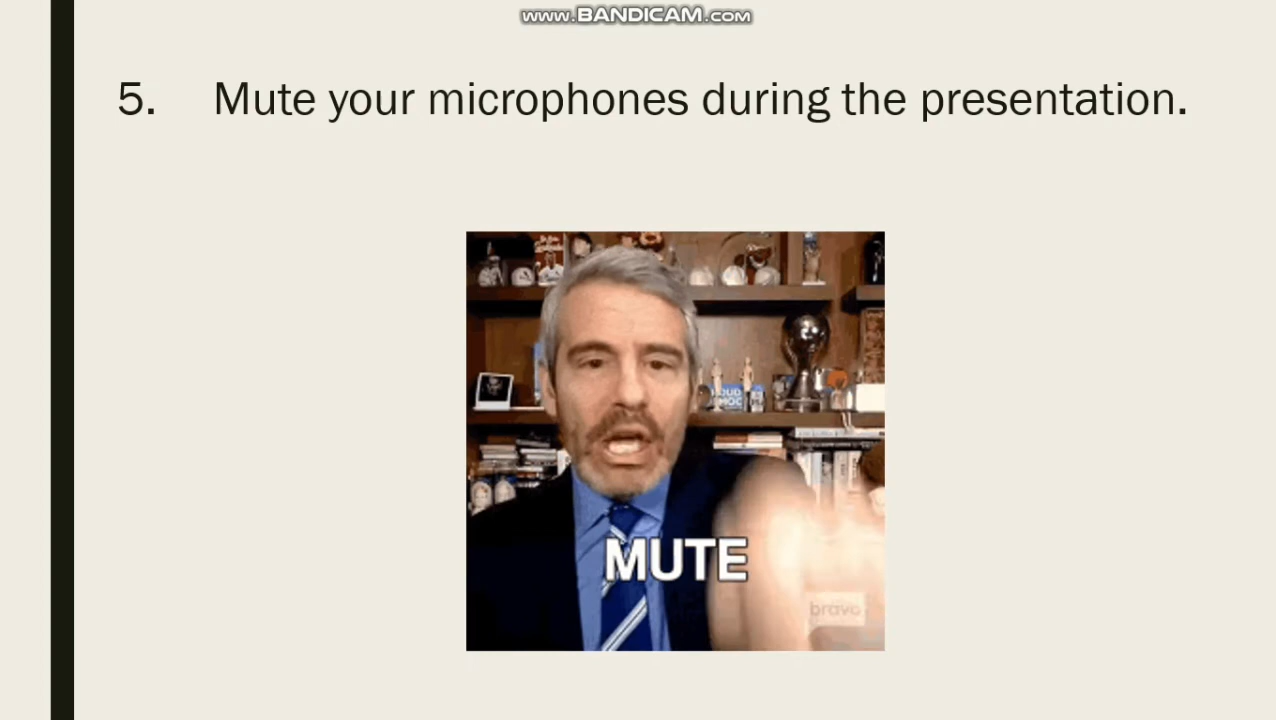 www.BANDICAM.com
5. Mute your microphones during the presentation.
MUTE
bravo